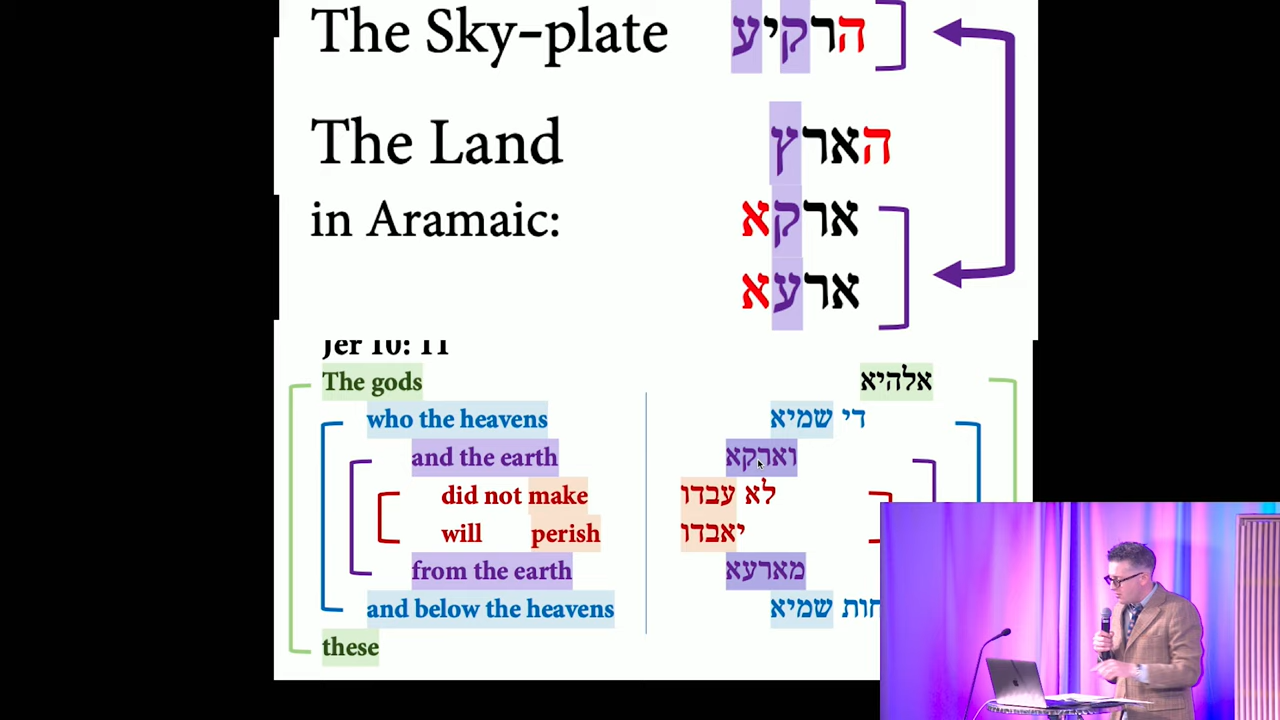 The Sky-plate הרקיע
The Land הארץ
in Aramaic: ארקא
ארעא
Jer 10: 11
The gods אלהיא
who the heavens די שמיא
and the earth וארקא
did not make לא עבדו
will perish יאבדו
from the earth מארעא
and below the heavens חות שמיא
these